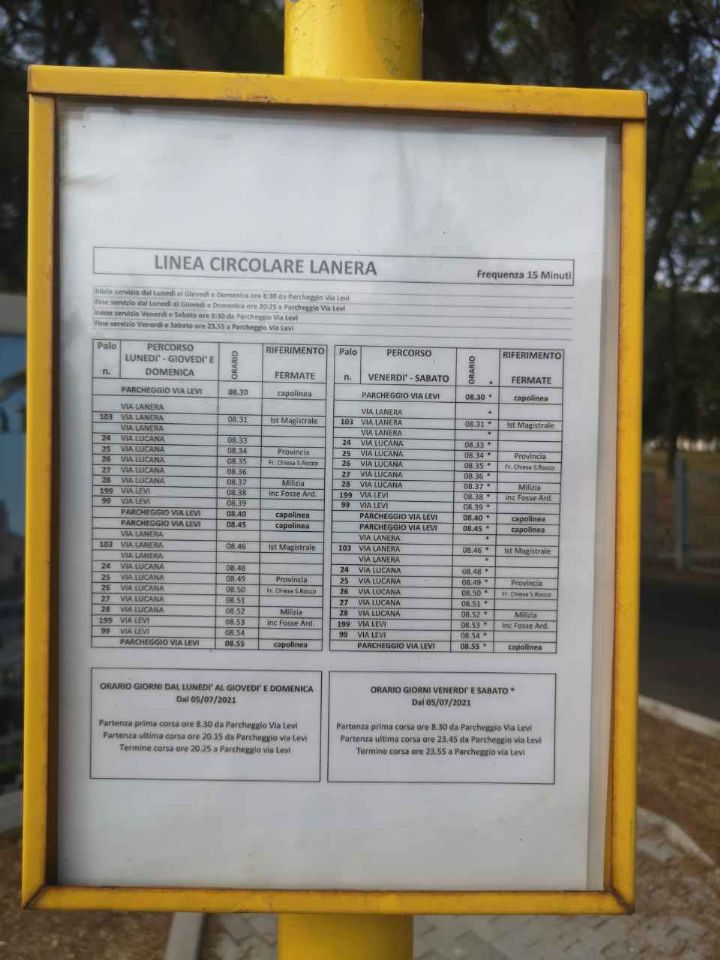 LINEA CIRCOLARE LANERA Frequenza 15 Minuti
Inizio servizio dal Lunedì al Giovedì e Domenica ore 8:30 da Parcheggio Via Levi
Fine servizio dal Lunedì al Giovedì e Domenica ore 20:25 a Parcheggio Via Levi
Inizio servizio Venerdì e Sabato ore 8:30 da Parcheggio Via Levi
Fine servizio Venerdì e Sabato ore 23.55 a Parcheggio Via Levi
Palo n. PERCORSO LUNEDI' - GIOVEDI' E DOMENICA ORARIO RIFERIMENTO FERMATE
PARCHEGGIO VIA LEVI 08.30 capolinea
VIA LANERA
103 VIA LANERA 08.31 Ist Magistrale
VIA LANERA
24 VIA LUCANA 08.33
25 VIA LUCANA 08.34 Provincia
26 VIA LUCANA 08.35 Fr. Chiesa S.Rocco
27 VIA LUCANA 08.36
28 VIA LUCANA 08.37 Milizia
199 VIA LEVI 08.38 inc Fosse Ard.
99 VIA LEVI 08.39
PARCHEGGIO VIA LEVI 08.40 capolinea
PARCHEGGIO VIA LEVI 08.45 capolinea
VIA LANERA
103 VIA LANERA 08.46 Ist Magistrale
VIA LANERA
24 VIA LUCANA 08.48
25 VIA LUCANA 08.49 Provincia
26 VIA LUCANA 08.50 Fr. Chiesa S.Rocco
27 VIA LUCANA 08.51
28 VIA LUCANA 08.52 Milizia
199 VIA LEVI 08.53 inc Fosse Ard.
99 VIA LEVI 08.54
PARCHEGGIO VIA LEVI 08.55 capolinea
Palo n. PERCORSO VENERDI' - SABATO ORARIO * RIFERIMENTO FERMATE
PARCHEGGIO VIA LEVI 08.30 * capolinea
VIA LANERA *
103 VIA LANERA 08.31 * Ist Magistrale
VIA LANERA *
24 VIA LUCANA 08.33 *
25 VIA LUCANA 08.34 * Provincia
26 VIA LUCANA 08.35 * Fr. Chiesa S.Rocco
27 VIA LUCANA 08.36 *
28 VIA LUCANA 08.37 * Milizia
199 VIA LEVI 08.38 * inc Fosse Ard.
99 VIA LEVI 08.39 *
PARCHEGGIO VIA LEVI 08.40 * capolinea
PARCHEGGIO VIA LEVI 08.45 * capolinea
VIA LANERA *
103 VIA LANERA 08.46 * Ist Magistrale
VIA LANERA *
24 VIA LUCANA 08.48 *
25 VIA LUCANA 08.49 * Provincia
26 VIA LUCANA 08.50 * Fr. Chiesa S.Rocco
27 VIA LUCANA 08.51 *
28 VIA LUCANA 08.52 * Milizia
199 VIA LEVI 08.53 * inc Fosse Ard.
99 VIA LEVI 08.54 *
PARCHEGGIO VIA LEVI 08.55 * capolinea
ORARIO GIORNI DAL LUNEDI' AL GIOVEDI' E DOMENICA
Dal 05/07/2021
Partenza prima corsa ore 8.30 da Parcheggio Via Levi
Partenza ultima corsa ore 20.15 da Parcheggio via Levi
Termine corsa ore 20.25 a Parcheggio Via Levi
ORARIO GIORNI VENERDI' E SABATO *
Dal 05/07/2021
Partenza prima corsa ore 8.30 da Parcheggio Via Levi
Partenza ultima corsa ore 23.45 da Parcheggio via Levi
Termine corsa ore 23.55 a Parcheggio Via Levi